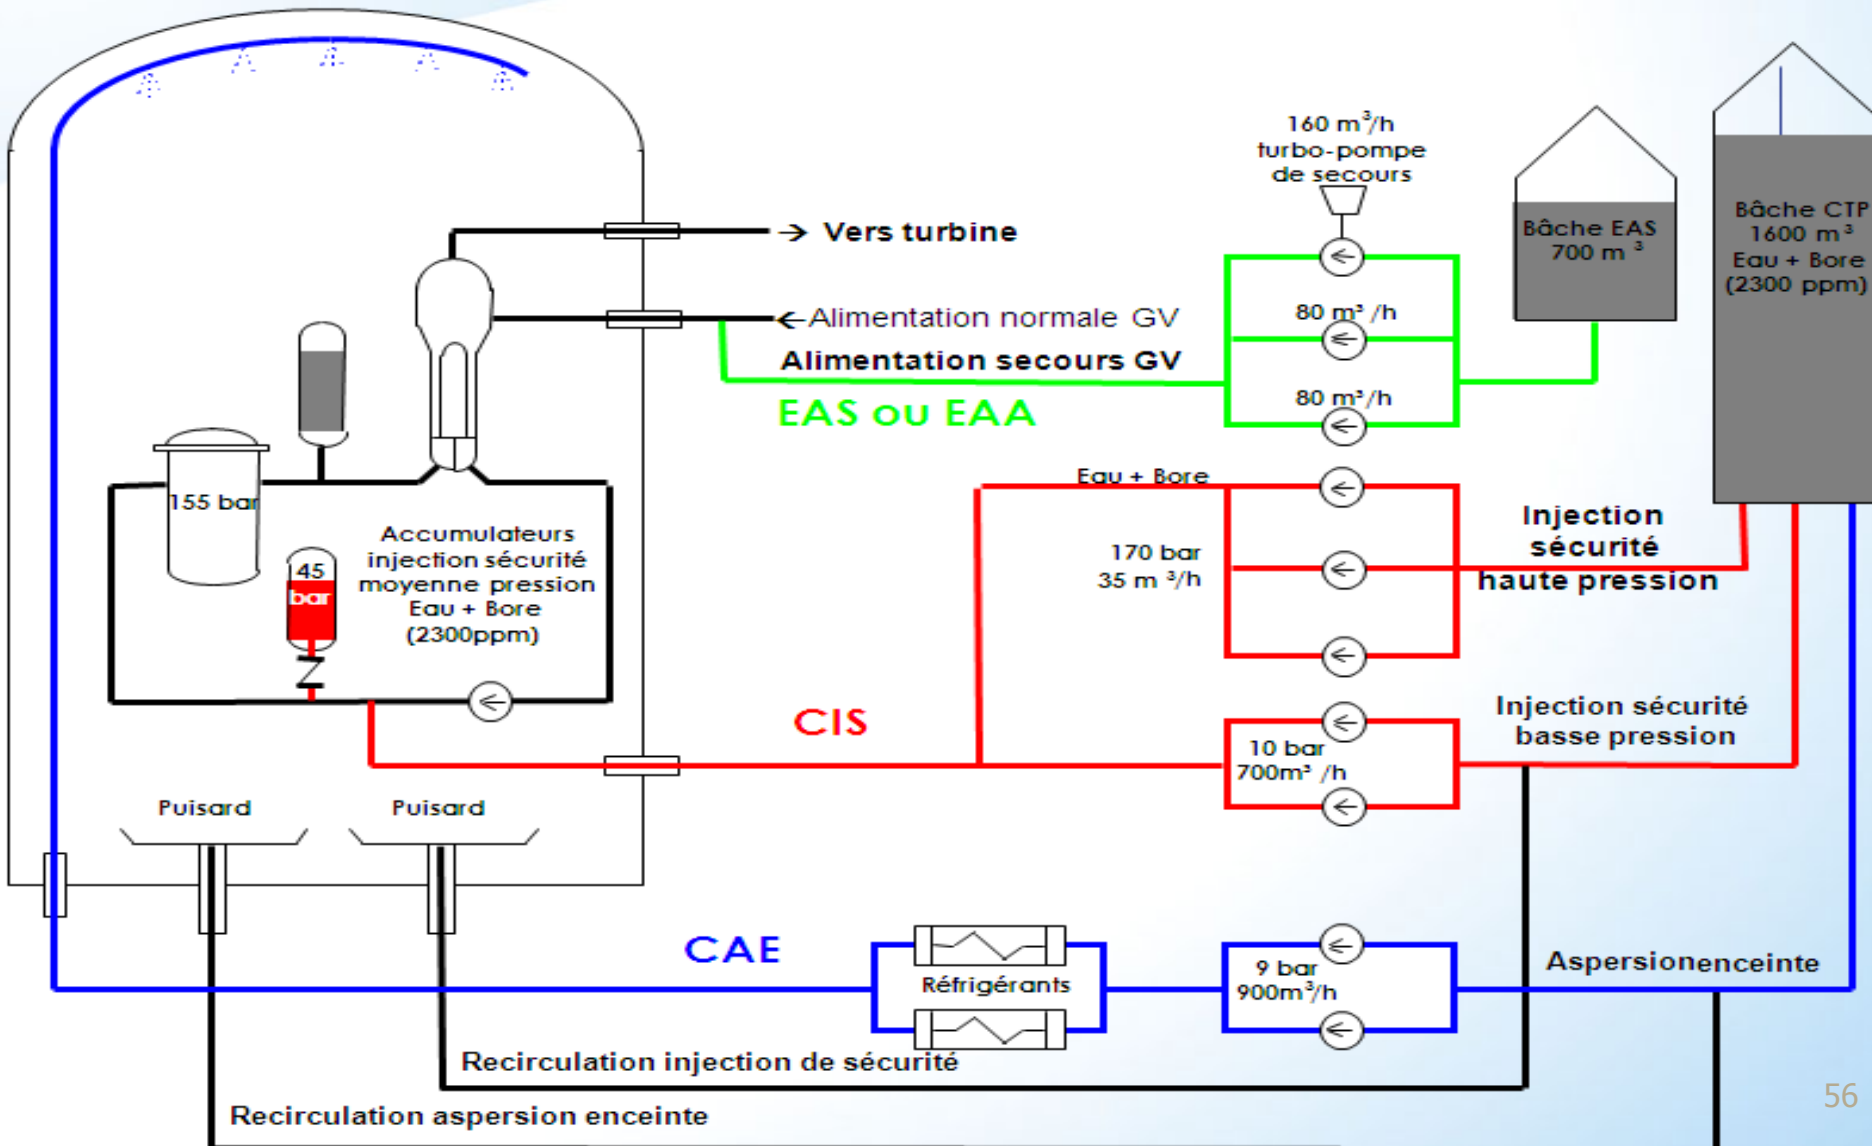 160 m³/h
turbo-pompe
de secours
Bâche EAS
700 m ³
Bâche CTP
1600 m ³
Eau + Bore
(2300 ppm)
→ Vers turbine
←Alimentation normale GV
Alimentation secours GV
80 m³ /h
80 m³/h
EAS ou EAA
155 bar
45
bar
Accumulateurs
injection sécurité
moyenne pression
Eau + Bore
(2300ppm)
Eau + Bore
170 bar
35 m ³/h
Injection
sécurité
haute pression
CIS
10 bar
700m³ /h
Injection sécurité
basse pression
Puisard
Puisard
CAE
Réfrigérants
9 bar
900m³/h
Aspersionenceinte
Recirculation injection de sécurité
Recirculation aspersion enceinte
56